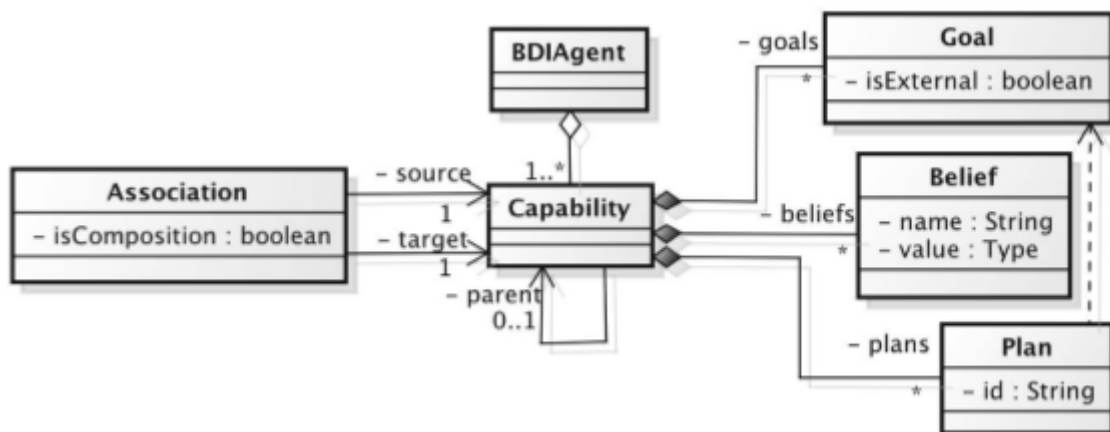 BDIAgent
- goals
*
Goal
- isExternal : boolean
Association
- isComposition : boolean
- source
1
- target
1
1..*
Capability
- parent
0..1
- beliefs
*
Belief
- name : String
- value : Type
- plans
*
Plan
- id : String